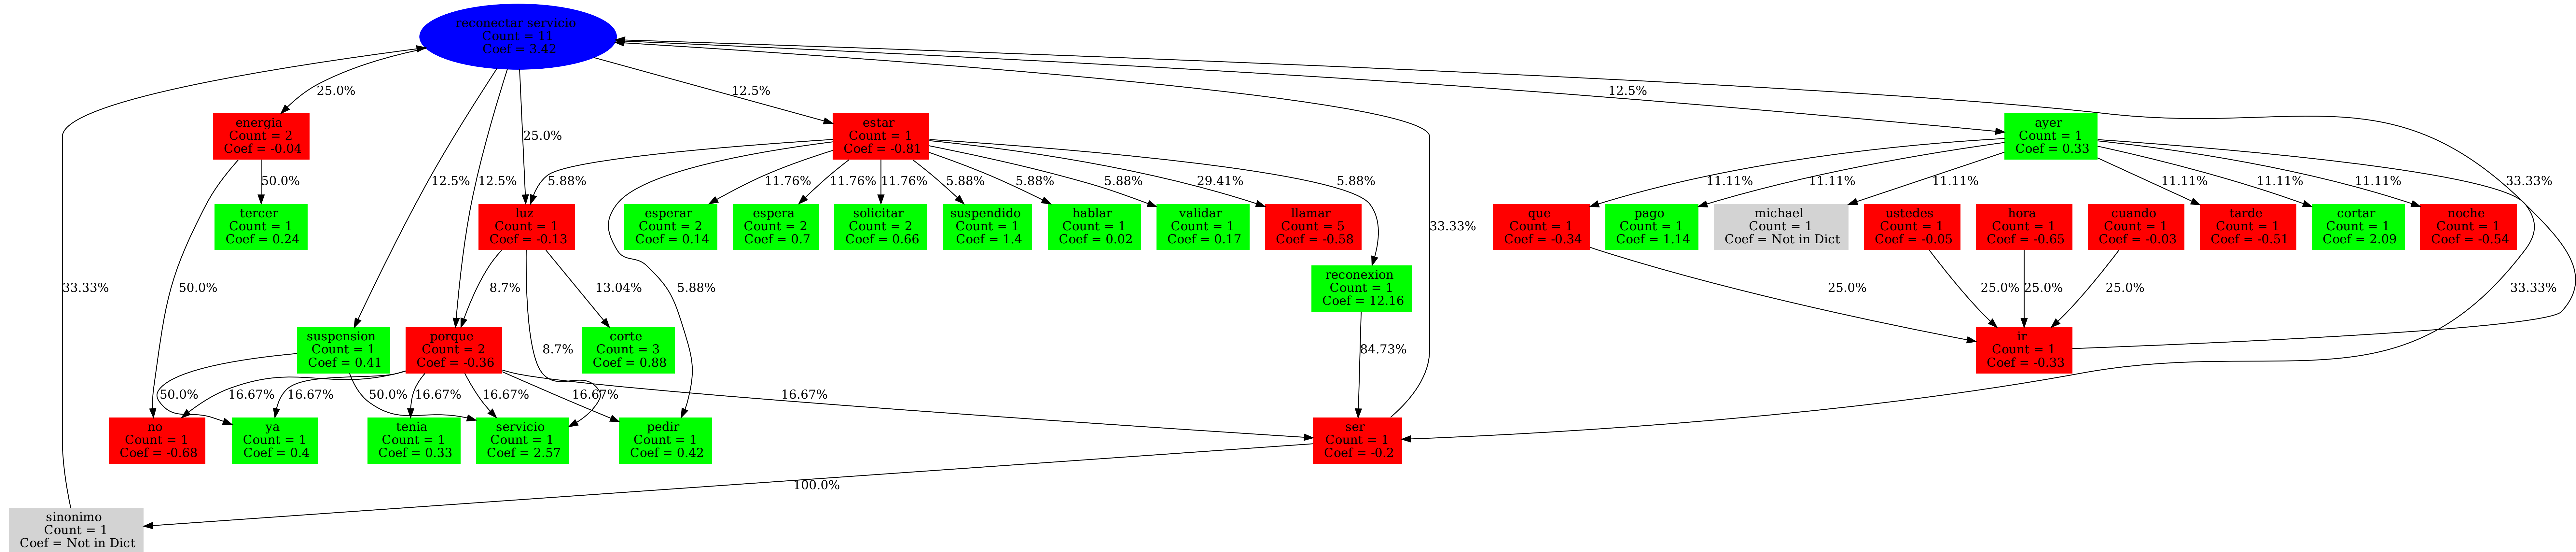 reconectar servicio
Count = 11
Coef = 3.42
25.0%
12.5%
12.5%
energia
Count = 2
Coef = -0.04
estar
Count = 1
Coef = -0.81
ayer
Count = 1
Coef = 0.33
25.0%
50.0%
12.5%
12.5%
5.88%
11.76%
11.76%
11.76%
5.88%
5.88%
5.88%
29.41%
5.88%
11.11%
11.11%
11.11%
11.11%
11.11%
11.11%
33.33%
tercer
Count = 1
Coef = 0.24
luz
Count = 1
Coef = -0.13
esperar
Count = 2
Coef = 0.14
espera
Count = 2
Coef = 0.7
solicitar
Count = 2
Coef = 0.66
suspendido
Count = 1
Coef = 1.4
hablar
Count = 1
Coef = 0.02
validar
Count = 1
Coef = 0.17
llamar
Count = 5
Coef = -0.58
33.33%
que
Count = 1
Coef = -0.34
pago
Count = 1
Coef = 1.14
michael
Count = 1
Coef = Not in Dict
ustedes
Count = 1
Coef = -0.05
hora
Count = 1
Coef = -0.65
cuando
Count = 1
Coef = -0.03
tarde
Count = 1
Coef = -0.51
cortar
Count = 1
Coef = 2.09
noche
Count = 1
Coef = -0.54
33.33%
50.0%
8.7%
13.04%
5.88%
reconexion
Count = 1
Coef = 12.16
25.0%
25.0%
25.0%
25.0%
33.33%
suspension
Count = 1
Coef = 0.41
porque
Count = 2
Coef = -0.36
8.7%
corte
Count = 3
Coef = 0.88
84.73%
ir
Count = 1
Coef = -0.33
50.0%
16.67%
16.67%
50.0%
16.67%
16.67%
16.67%
16.67%
no
Count = 1
Coef = -0.68
ya
Count = 1
Coef = 0.4
tenia
Count = 1
Coef = 0.33
servicio
Count = 1
Coef = 2.57
pedir
Count = 1
Coef = 0.42
ser
Count = 1
Coef = -0.2
100.0%
sinonimo
Count = 1
Coef = Not in Dict